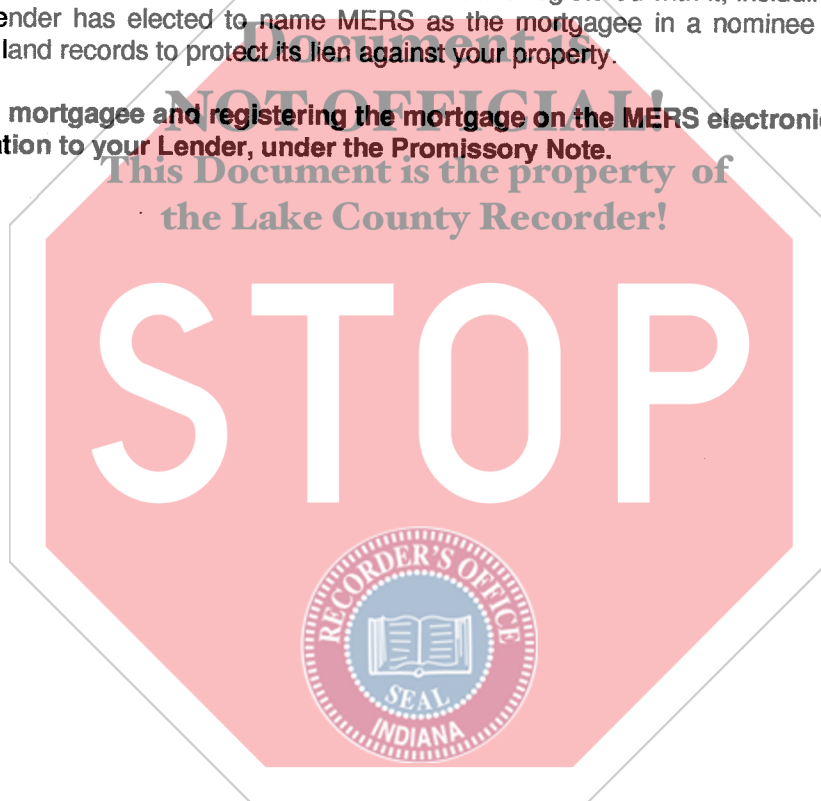 ender has elected to name MERS as the mortgagee in a nominee
Document is
land records to protect its lien against your property.
NOT OFFICIAL!
mortgagee and registering the mortgage on the MERS electroni
tion to your Lender, under the Promissory Note.
This Document is the property of
the Lake County Recorder!
STOP
RECORDER'S OFFICE
SEAL
INDIANA